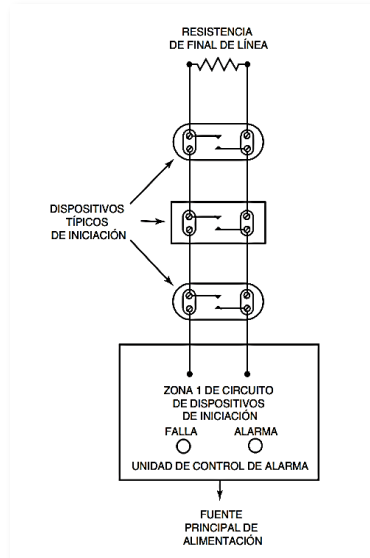 RESISTENCIA
DE FINAL DE LÍNEA
DISPOSITIVOS
TÍPICOS
DE INICIACIÓN
ZONA 1 DE CIRCUITO
DE DISPOSITIVOS
DE INICIACIÓN
FALLA ALARMA
UNIDAD DE CONTROL DE ALARMA
FUENTE
PRINCIPAL DE
ALIMENTACIÓN